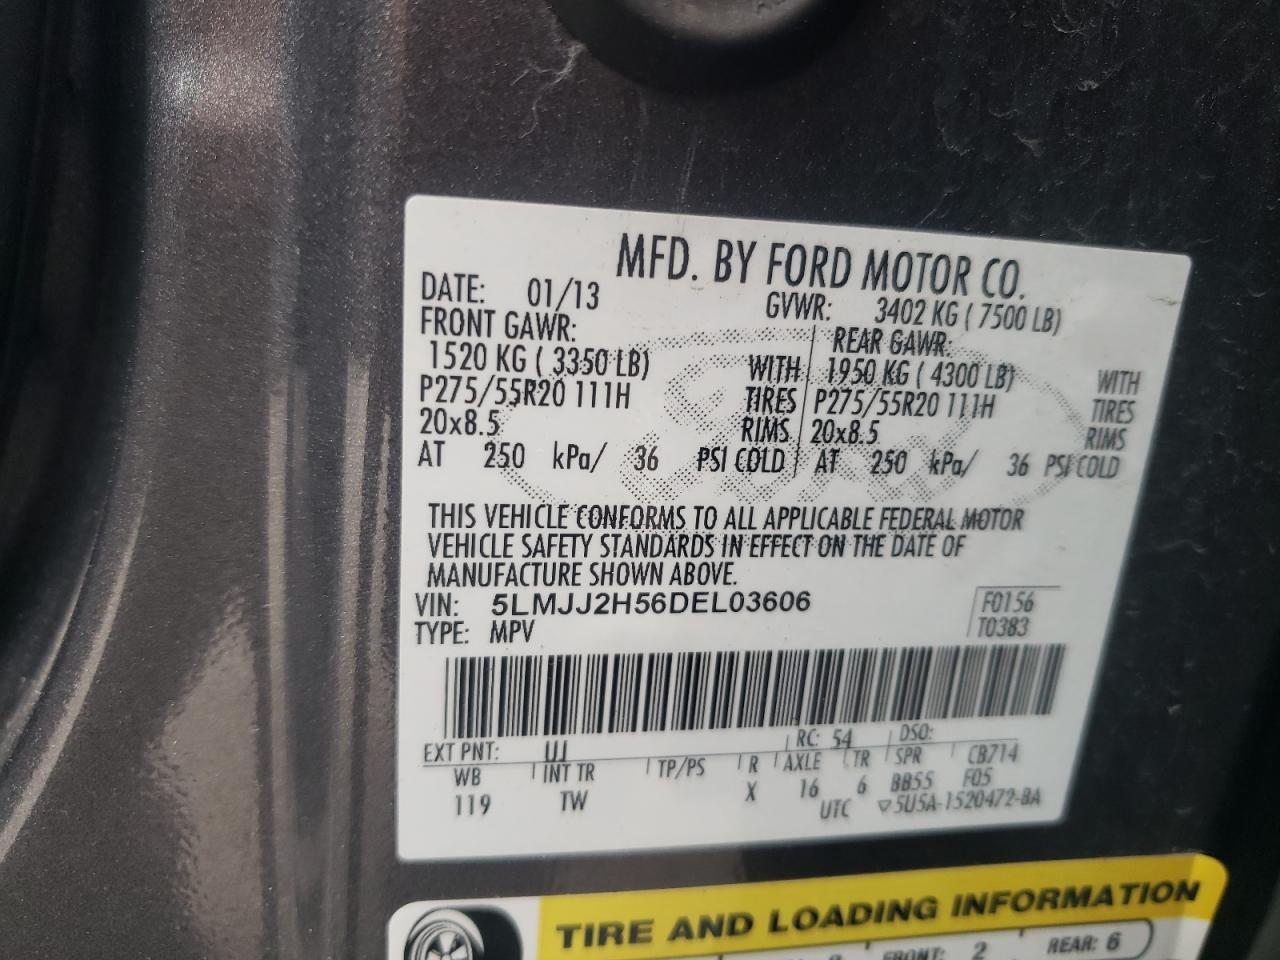 MFD. BY FORD MOTOR CO.
DATE: 01/13 GVWR: 3402 KG ( 7500 LB)
FRONT GAWR: REAR GAWR:
1520 KG ( 3350 LB) WITH 1950 KG ( 4300 LB) WITH
P275/55R20 111H TIRES P275/55R20 111H TIRES
20x8.5 RIMS 20x8.5 RIMS
AT 250 kPa/ 36 PSI COLD AT 250 kPa/ 36 PSI COLD
THIS VEHICLE CONFORMS TO ALL APPLICABLE FEDERAL MOTOR
VEHICLE SAFETY STANDARDS IN EFFECT ON THE DATE OF
MANUFACTURE SHOWN ABOVE.
VIN: 5LMJJ2H56DEL03606 F0156
TYPE: MPV T0383
EXT PNT: UJ RC: 54 DSO:
WB INT TR TP/PS R AXLE TR SPR CB714
119 TW X 16 6 BB55 F05
UTC ▽5U5A-1520472-BA
TIRE AND LOADING INFORMATION
FRONT: 2 REAR: 6